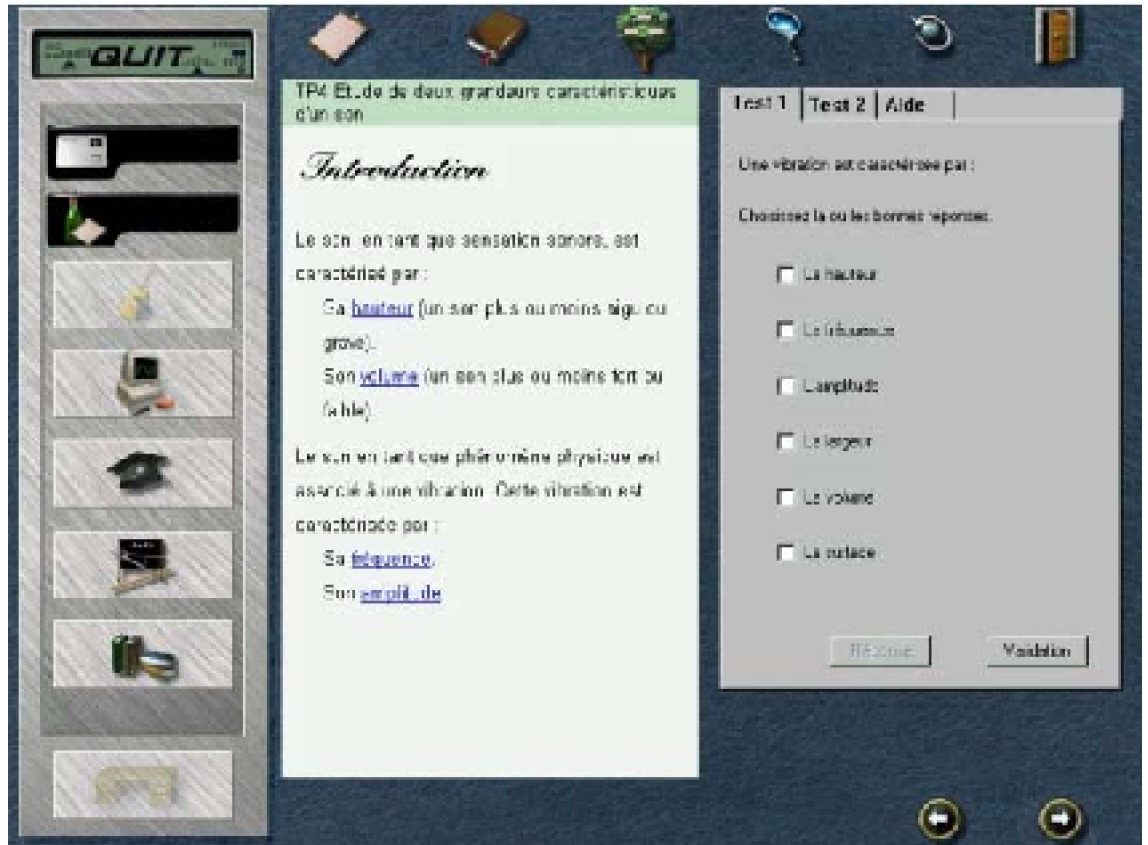 QUIT
TP4 Etude de deux grandeurs caractéristiques
d'un son
Introduction
Le son en tant que sensation sonore, est
caractérisé par :
Sa hauteur (un son plus ou moins aigu ou
grave).
Son volume (un son plus ou moins fort ou
faible)
Le son en tant que phénomène physique est
associé à une vibration. Cette vibration est
caractérisée par :
Sa fréquence.
Son amplitude
Test 1 Test 2 Aide
Une vibration est caractérisée par :
Choisissez la ou les bonnes réponses.
La hauteur
La fréquence
L'amplitude
La largeur
Le volume
La surface
Validation